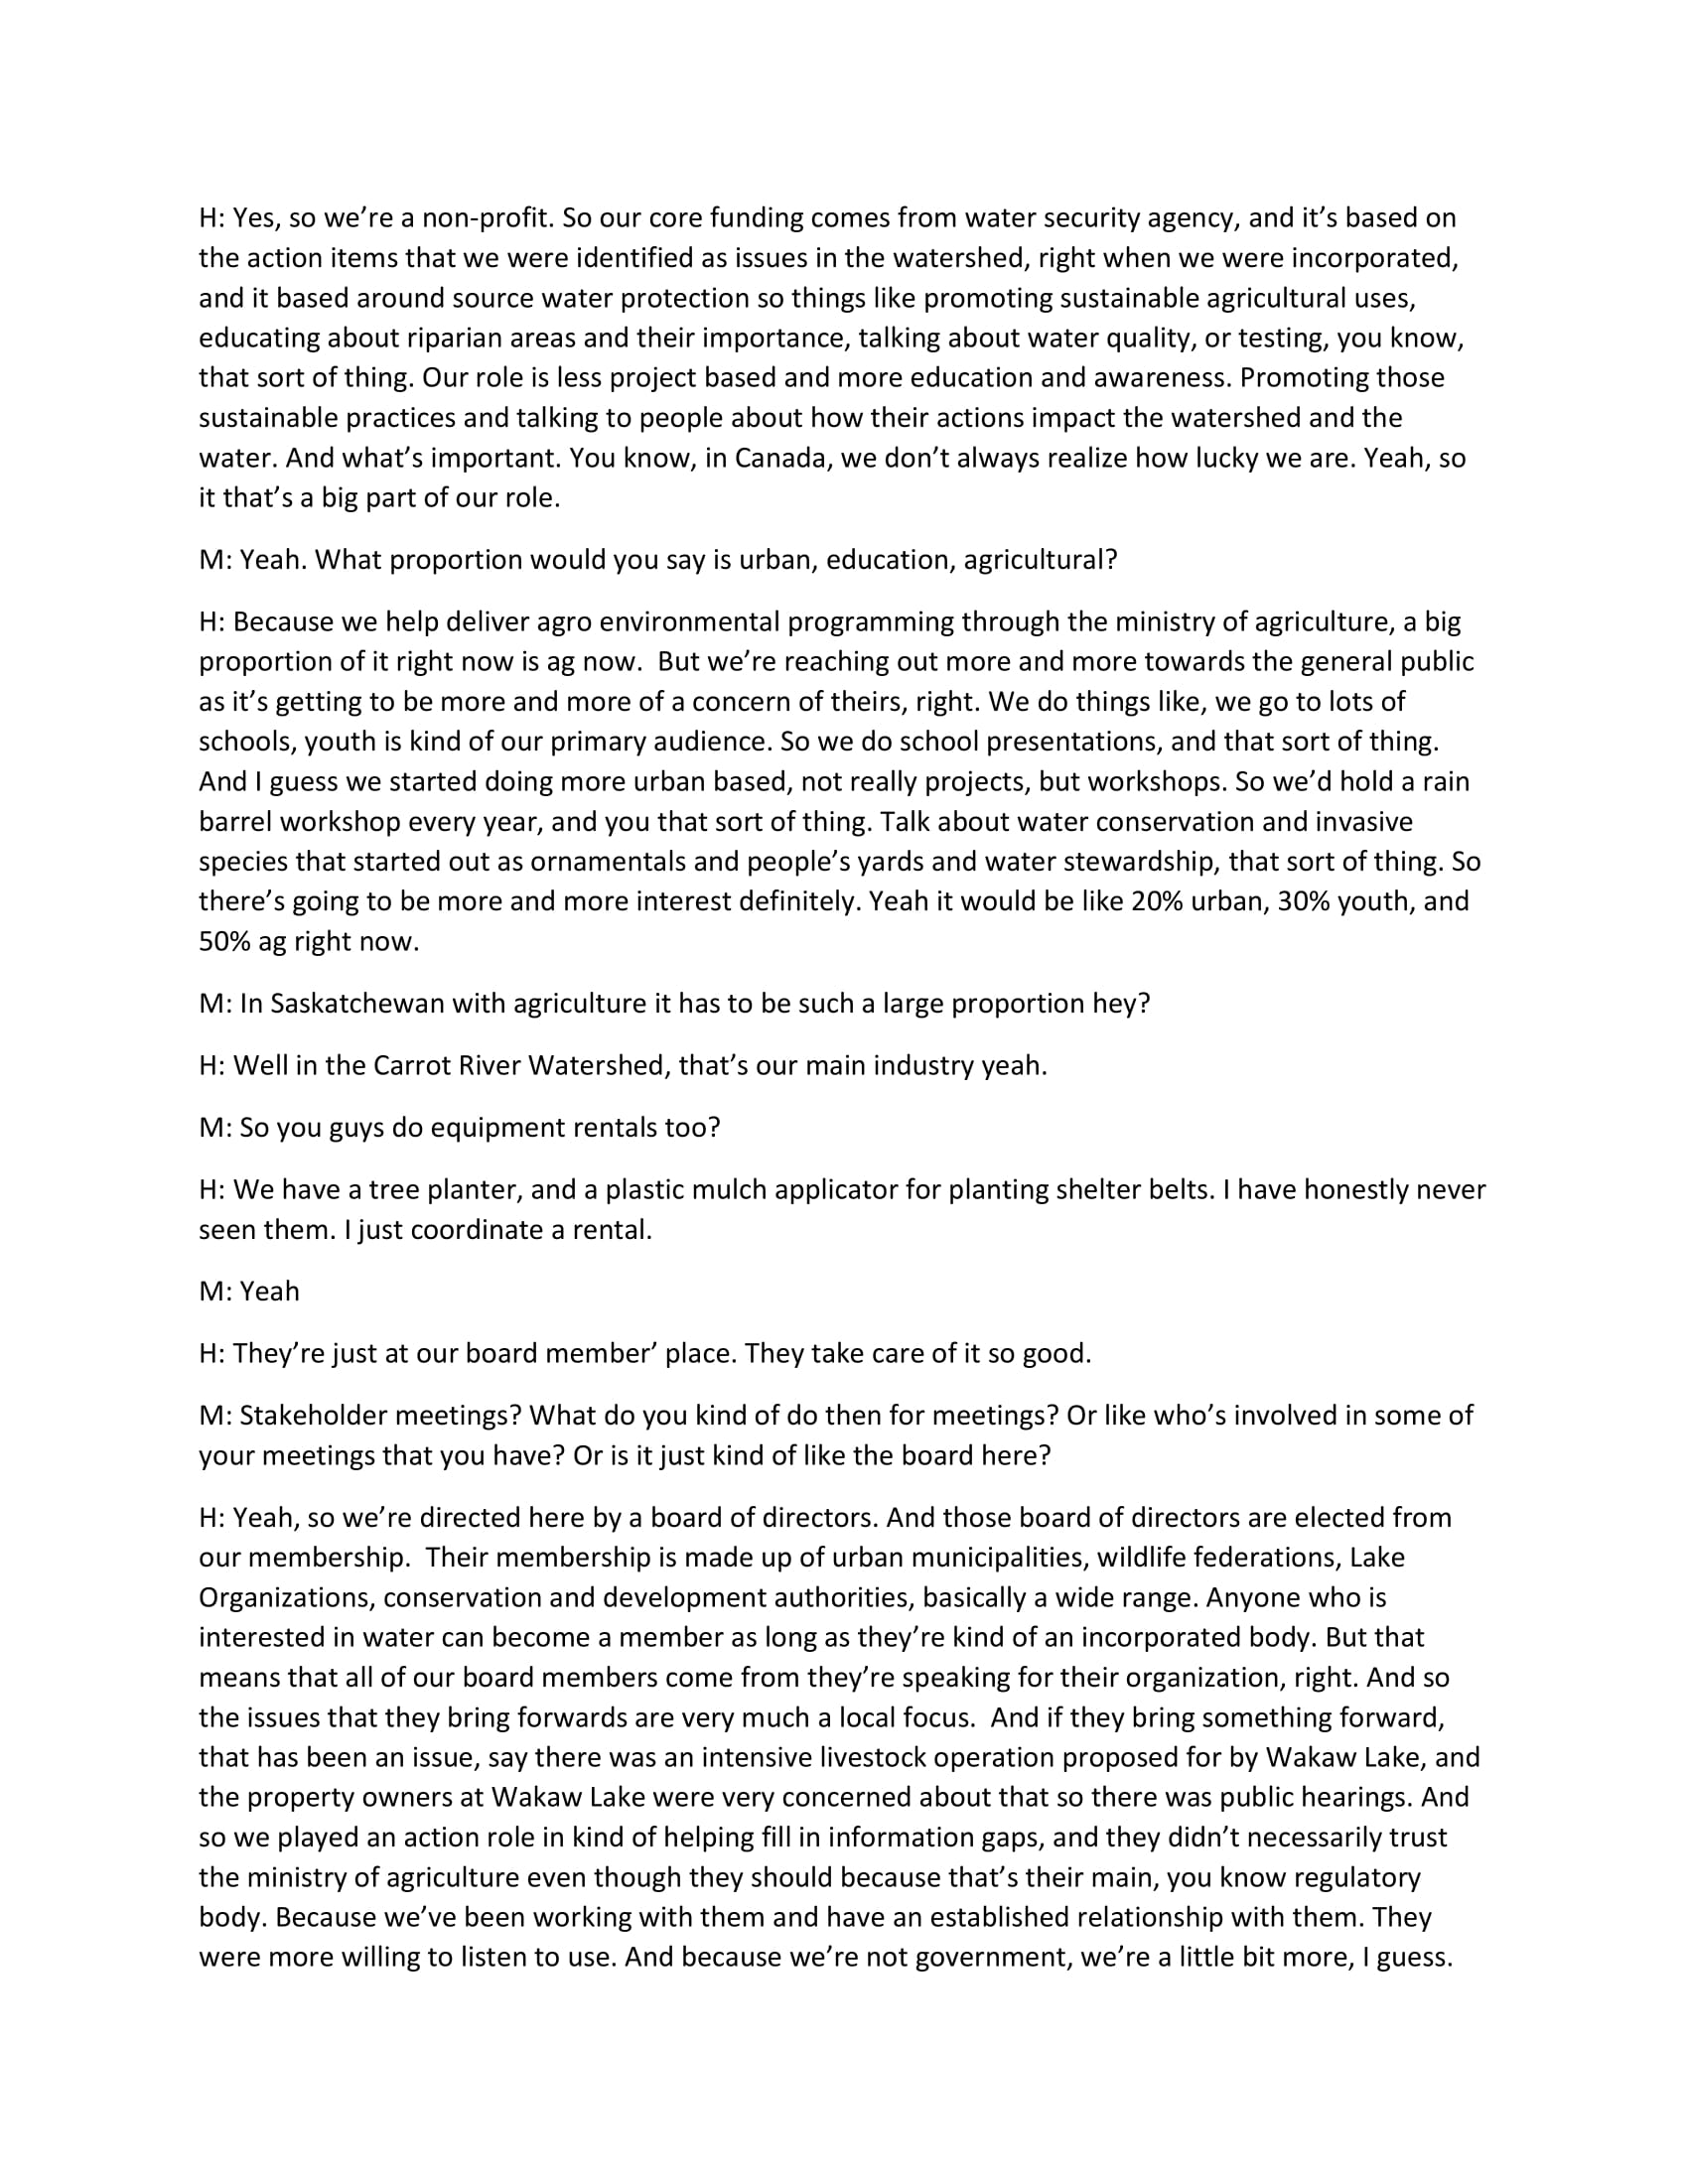 H: Yes, so we’re a non-profit. So our core funding comes from water security agency, and it’s based on
the action items that we were identified as issues in the watershed, right when we were incorporated,
and it based around source water protection so things like promoting sustainable agricultural uses,
educating about riparian areas and their importance, talking about water quality, or testing, you know,
that sort of thing. Our role is less project based and more education and awareness. Promoting those
sustainable practices and talking to people about how their actions impact the watershed and the
water. And what’s important. You know, in Canada, we don’t always realize how lucky we are. Yeah, so
it that’s a big part of our role.
M: Yeah. What proportion would you say is urban, education, agricultural?
H: Because we help deliver agro environmental programming through the ministry of agriculture, a big
proportion of it right now is ag now.  But we’re reaching out more and more towards the general public
as it’s getting to be more and more of a concern of theirs, right. We do things like, we go to lots of
schools, youth is kind of our primary audience. So we do school presentations, and that sort of thing.
And I guess we started doing more urban based, not really projects, but workshops. So we’d hold a rain
barrel workshop every year, and you that sort of thing. Talk about water conservation and invasive
species that started out as ornamentals and people’s yards and water stewardship, that sort of thing. So
there’s going to be more and more interest definitely. Yeah it would be like 20% urban, 30% youth, and
50% ag right now.
M: In Saskatchewan with agriculture it has to be such a large proportion hey?
H: Well in the Carrot River Watershed, that’s our main industry yeah.
M: So you guys do equipment rentals too?
H: We have a tree planter, and a plastic mulch applicator for planting shelter belts. I have honestly never
seen them. I just coordinate a rental.
M: Yeah
H: They’re just at our board member’ place. They take care of it so good.
M: Stakeholder meetings? What do you kind of do then for meetings? Or like who’s involved in some of
your meetings that you have? Or is it just kind of like the board here?
H: Yeah, so we’re directed here by a board of directors. And those board of directors are elected from
our membership.  Their membership is made up of urban municipalities, wildlife federations, Lake
Organizations, conservation and development authorities, basically a wide range. Anyone who is
interested in water can become a member as long as they’re kind of an incorporated body. But that
means that all of our board members come from they’re speaking for their organization, right. And so
the issues that they bring forwards are very much a local focus.  And if they bring something forward,
that has been an issue, say there was an intensive livestock operation proposed for by Wakaw Lake, and
the property owners at Wakaw Lake were very concerned about that so there was public hearings. And
so we played an action role in kind of helping fill in information gaps, and they didn’t necessarily trust
the ministry of agriculture even though they should because that’s their main, you know regulatory
body. Because we’ve been working with them and have an established relationship with them. They
were more willing to listen to use. And because we’re not government, we’re a little bit more, I guess.